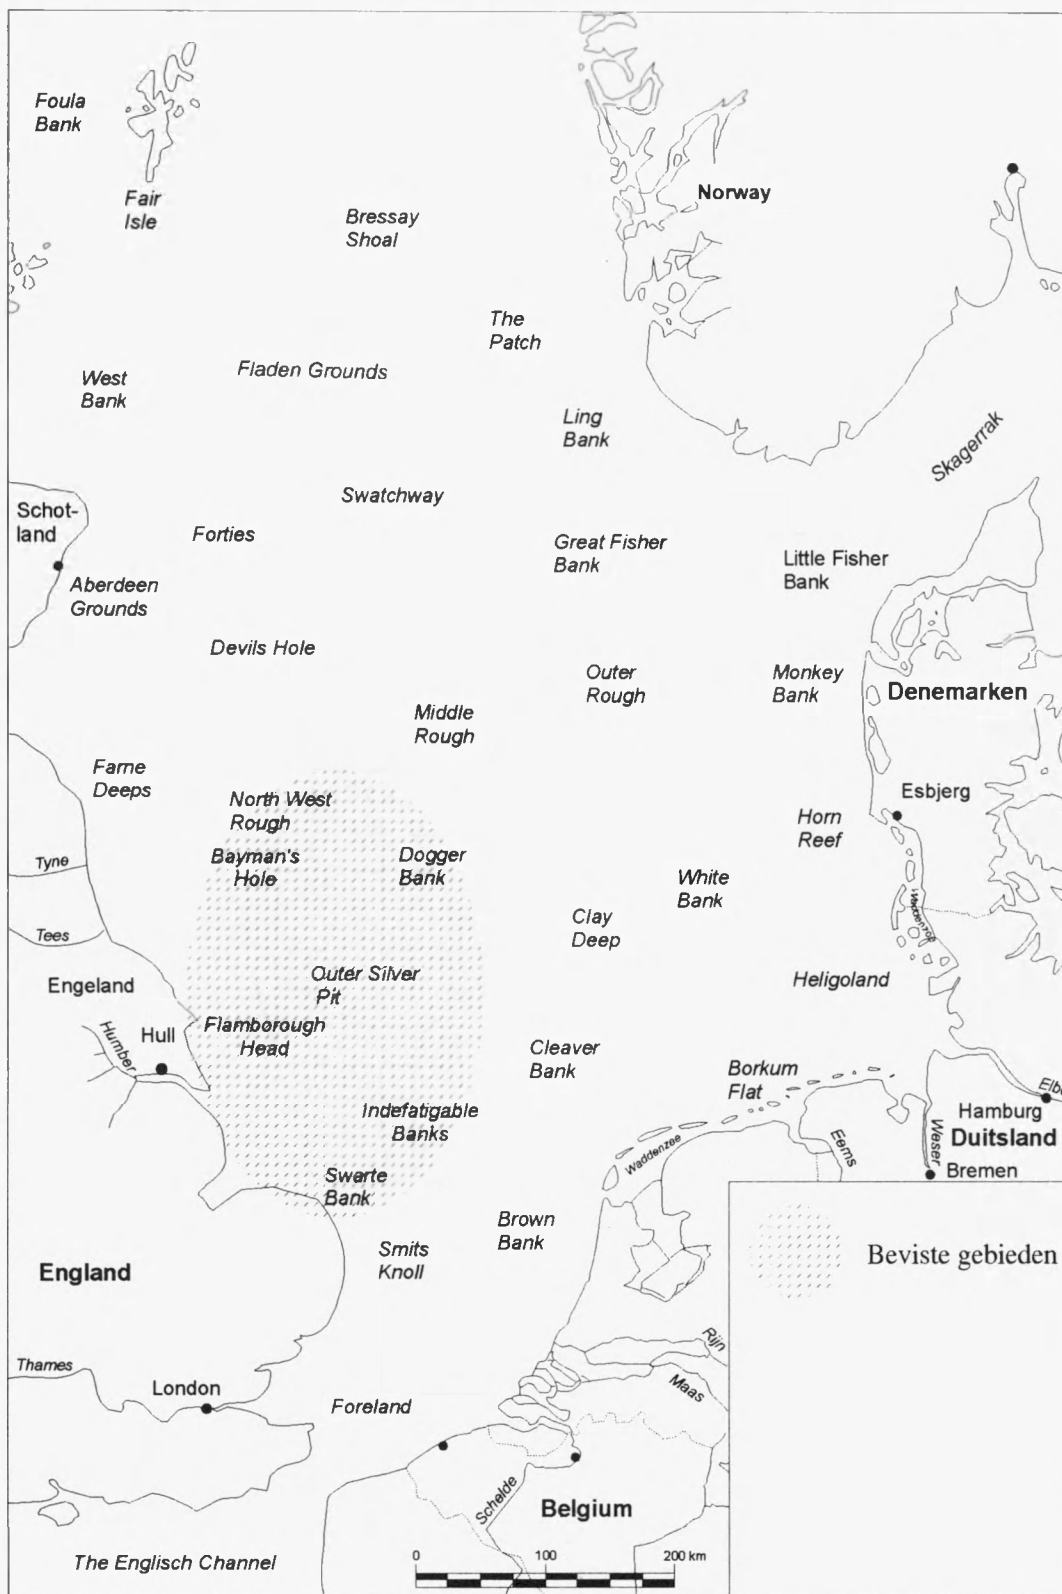 Foula
Bank
Fair
Isle
Bressay
Shoal
Norway
The
Patch
West
Bank
Fladen Grounds
Ling
Bank
Skagerrak
Swatchway
Schot-
land
Forties
Great Fisher
Bank
Little Fisher
Bank
Aberdeen
Grounds
Devils Hole
Outer
Rough
Monkey
Bank
Denemarken
Middle
Rough
Farne
Deeps
North West
Rough
Esbjerg
Horn
Reef
Bayman's
Hole
Dogger
Bank
Tyne
White
Bank
Waddenzee
Clay
Deep
Tees
Outer Silver
Pit
Heligoland
Engeland
Flamborough
Head
Hull
Humber
Cleaver
Bank
Borkum
Flat
Elbe
Indefatigable
Banks
Hamburg
Duitsland
Eems
Weser
Waddenzee
Bremen
Swarte
Bank
Brown
Bank
Smits
Knoll
England
Beviste gebieden
Rijn
Thames
London
Maas
Foreland
Schelde
Belgium
The Englisch Channel
0 100 200 km